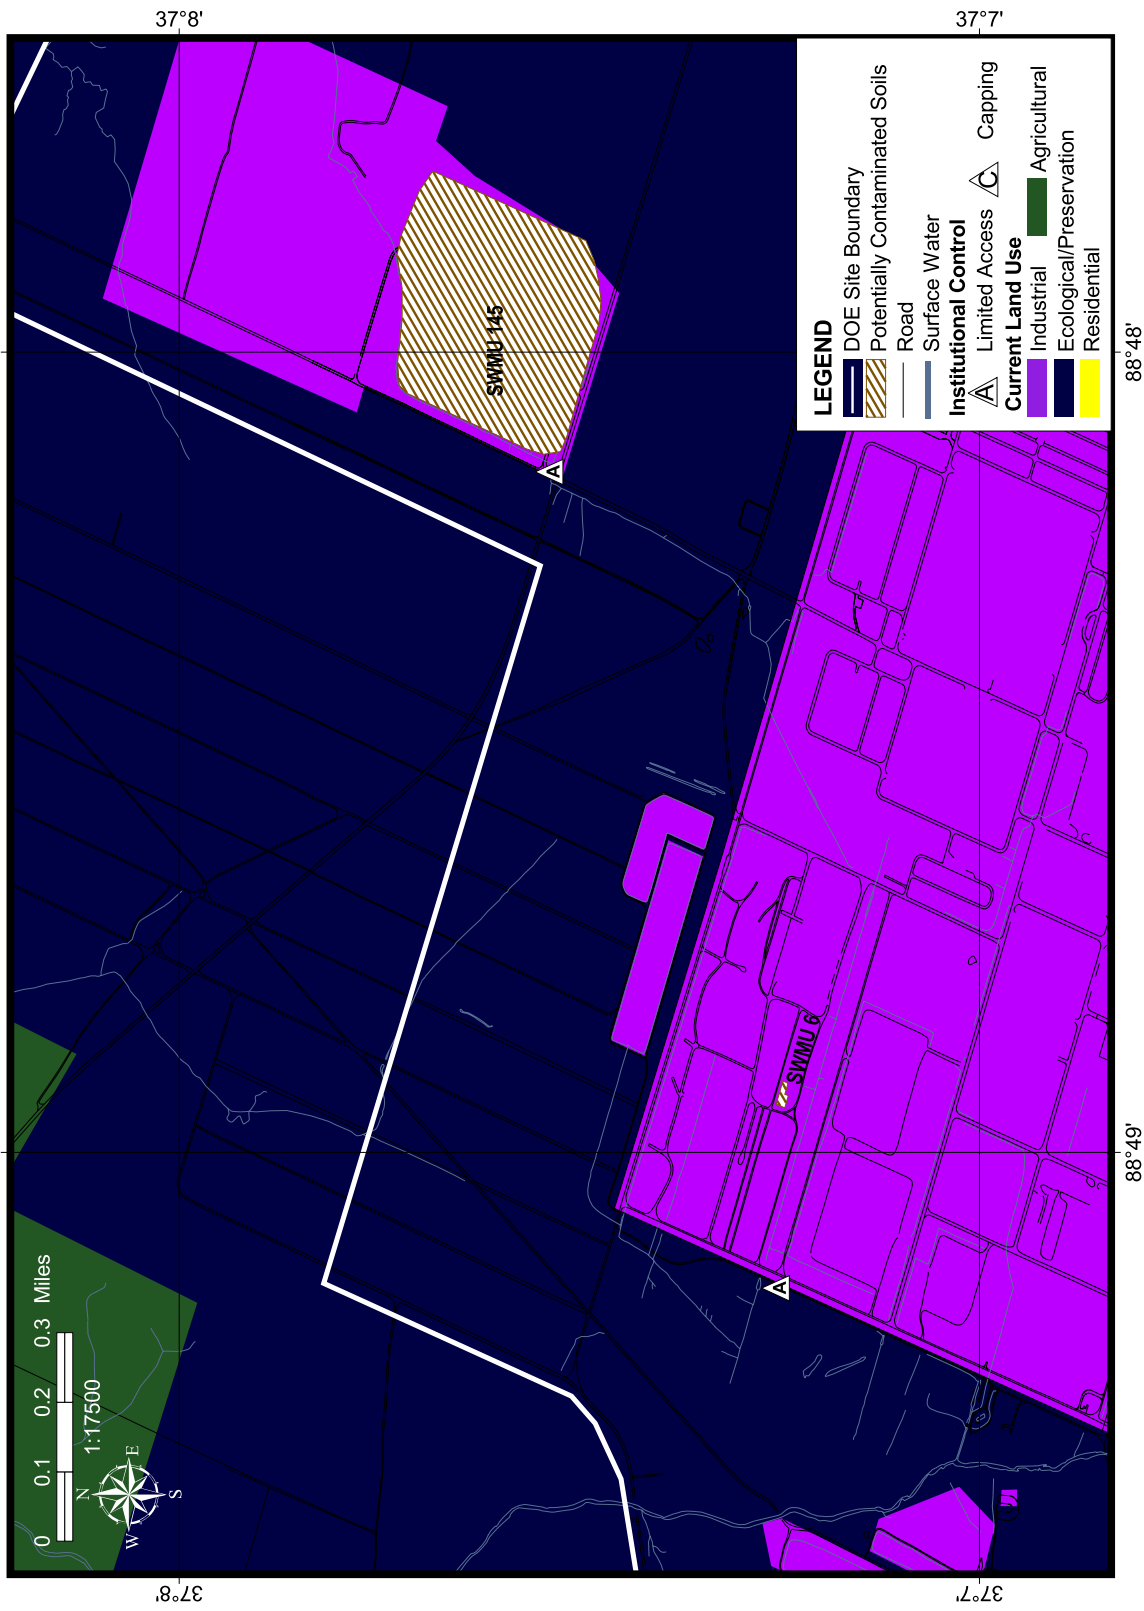 37°8'
37°7'
SWMU 145
A
LEGEND
DOE Site Boundary
Potentially Contaminated Soils
Road
Surface Water
Institutional Control
A Limited Access C Capping
Current Land Use
Industrial Agricultural
Ecological/Preservation
Residential
88°48'
SWMU 6
A
88°49'
0 0.1 0.2 0.3 Miles
1:17500
N
W E
S
37°8'
37°7'